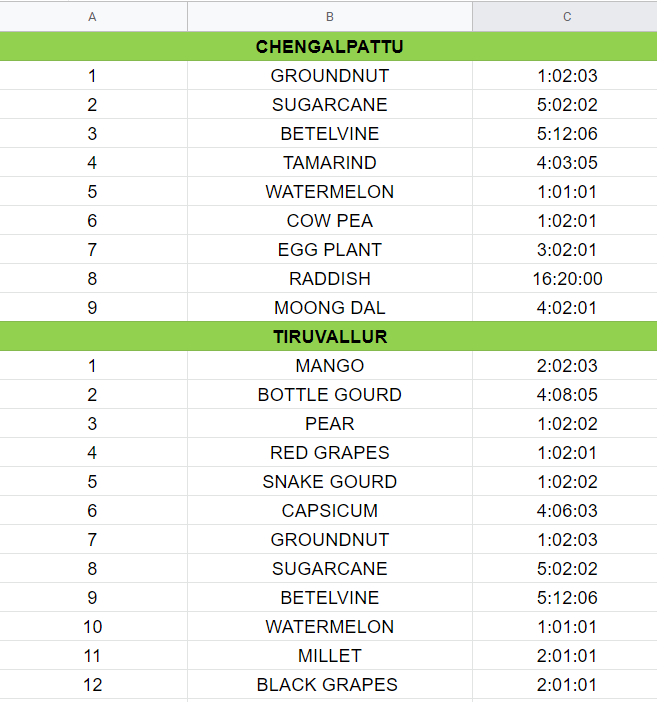 A B C
CHENGALPATTU
1 GROUNDNUT 1:02:03
2 SUGARCANE 5:02:02
3 BETELVINE 5:12:06
4 TAMARIND 4:03:05
5 WATERMELON 1:01:01
6 COW PEA 1:02:01
7 EGG PLANT 3:02:01
8 RADDISH 16:20:00
9 MOONG DAL 4:02:01
TIRUVALLUR
1 MANGO 2:02:03
2 BOTTLE GOURD 4:08:05
3 PEAR 1:02:02
4 RED GRAPES 1:02:01
5 SNAKE GOURD 1:02:02
6 CAPSICUM 4:06:03
7 GROUNDNUT 1:02:03
8 SUGARCANE 5:02:02
9 BETELVINE 5:12:06
10 WATERMELON 1:01:01
11 MILLET 2:01:01
12 BLACK GRAPES 2:01:01